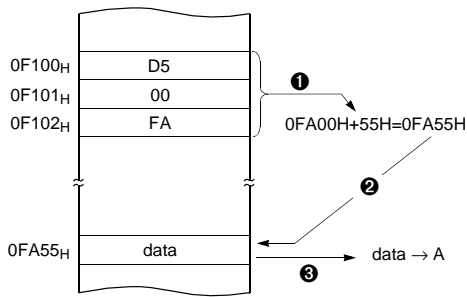 0F100H D5
0F101H 00 ❶
0F102H FA 0FA00H+55H=0FA55H
❷
0FA55H data data → A
❸